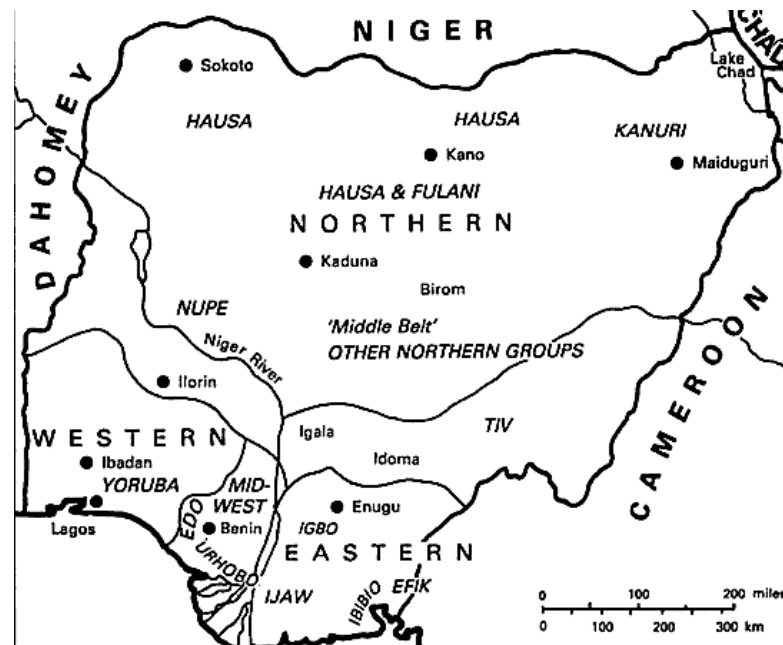 NIGER
CHAD
Lake
Chad
Sokoto
DAHOMEY
HAUSA
HAUSA
KANURI
Kano
Maiduguri
HAUSA & FULANI
NORTHERN
Kaduna
Birom
NUPE
'Middle Belt'
OTHER NORTHERN GROUPS
Niger River
CAMEROON
Ilorin
Igala
TIV
WESTERN
Idoma
Ibadan
YORUBA
MID-
WEST
EDO
Enugu
Lagos
Benin
IGBO
EASTERN
URHOBO
IJAW
IBIBIO
EFIK
0 100 200 miles
0 100 200 300 km